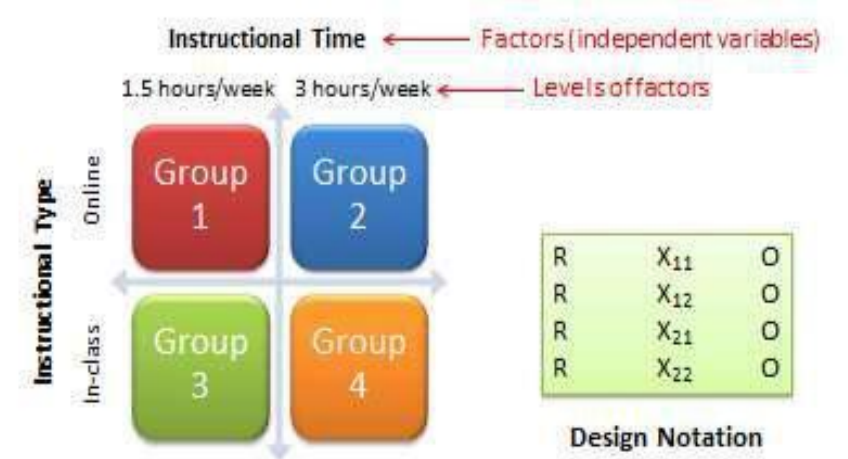 Instructional Time Factors (independent variables)
1.5 hours/week 3 hours/week Levels of factors
Instructional Type
Online
Group 1
Group 2
In-class
Group 3
Group 4
R X11 O
R X12 O
R X21 O
R X22 O
Design Notation